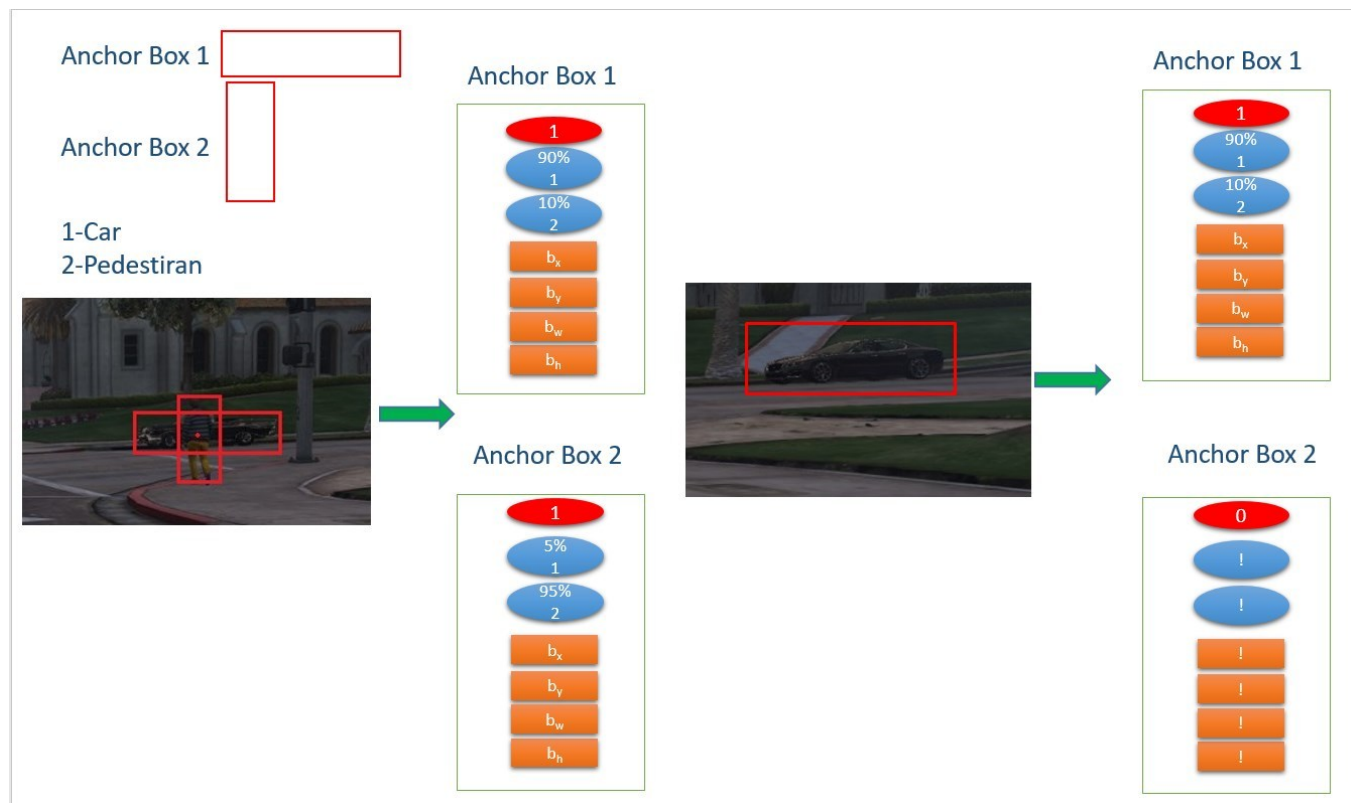 Anchor Box 1
Anchor Box 2
1-Car
2-Pedestiran
Anchor Box 1
1
90%
1
10%
2
bx
by
bw
bh
Anchor Box 2
1
5%
1
95%
2
bx
by
bw
bh
Anchor Box 1
1
90%
1
10%
2
bx
by
bw
bh
Anchor Box 2
0
!
!
!
!
!
!